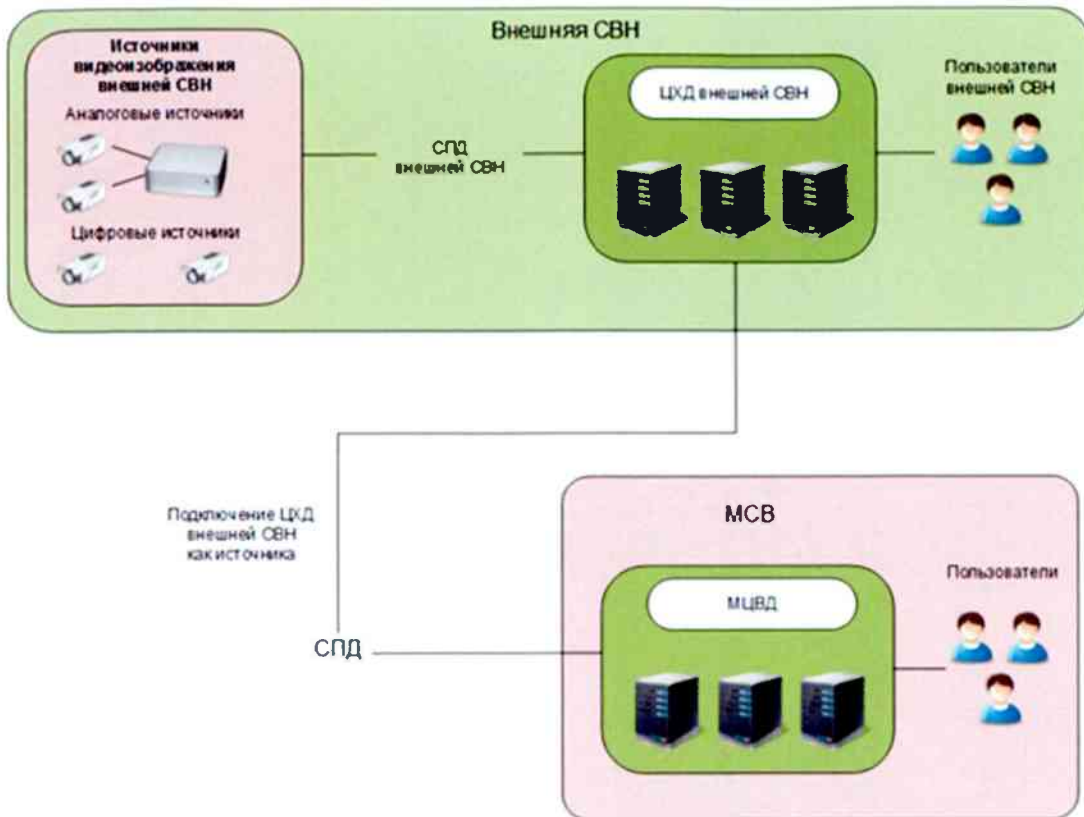 Внешняя СВН
Источники
видеоизображения
внешней СВН
Аналоговые источники
Цифровые источники
СПД
внешней СВН
ЦХД внешней СВН
Пользователи
внешней СВН
Подключение ЦХД
внешней СВН
как источника
СПД
МСВ
МЦВД
Пользователи